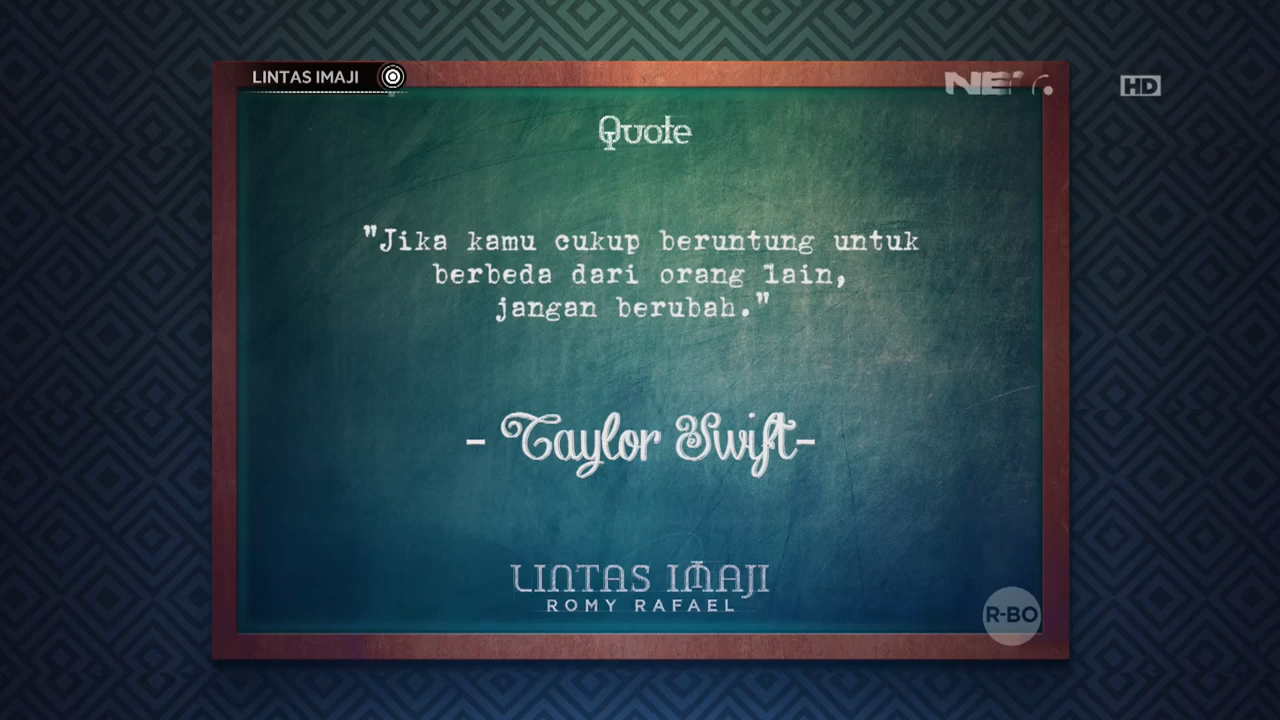 LINTAS IMAJI
HD
Quote
"Jika kamu cukup beruntung untuk
berbeda dari orang lain,
jangan berubah."
- Taylor Swift-
LINTAS IMAJI
ROMY RAFAEL
R-BO